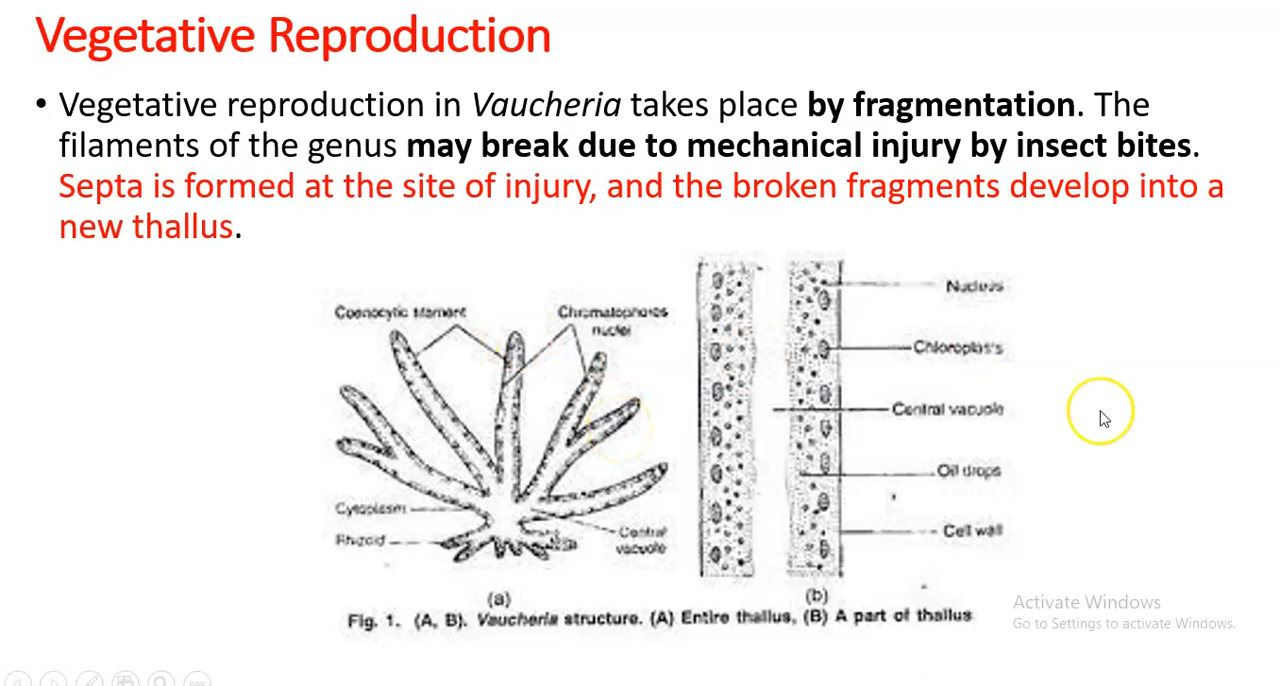 Vegetative Reproduction
• Vegetative reproduction in Vaucheria takes place by fragmentation. The
filaments of the genus may break due to mechanical injury by insect bites.
Septa is formed at the site of injury, and the broken fragments develop into a
new thallus.
Coenocytic filament
Chromatophores
nuclei
Cytoplasm
Rhizoid
Central
vacuole
(a)
Nucleus
Chloroplasts
Central vacuole
Oil drops
Cell wall
(b)
Fig. 1. (A, B). Vaucheria structure. (A) Entire thallus, (B) A part of thallus
Activate Windows
Go to Settings to activate Windows.